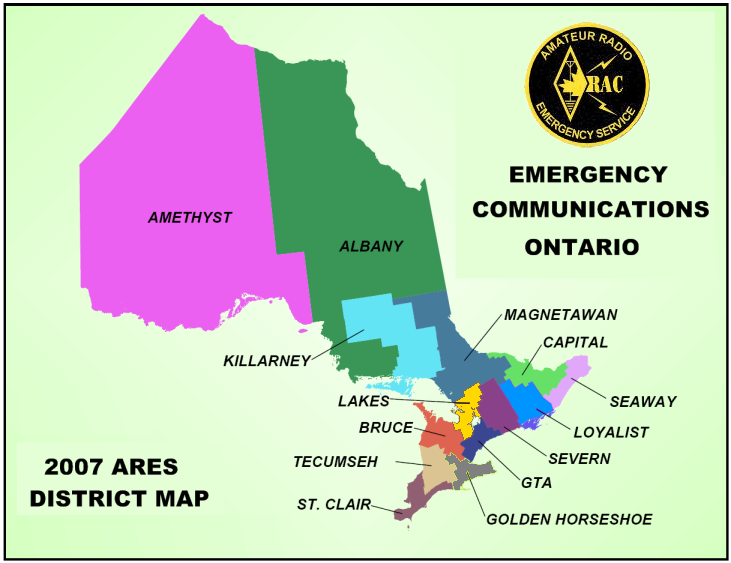 AMATEUR RADIO
RAC
EMERGENCY SERVICE
EMERGENCY
COMMUNICATIONS
ONTARIO
AMETHYST
ALBANY
MAGNETAWAN
CAPITAL
KILLARNEY
LAKES
SEAWAY
BRUCE
LOYALIST
SEVERN
TECUMSEH
GTA
ST. CLAIR
GOLDEN HORSESHOE
2007 ARES
DISTRICT MAP